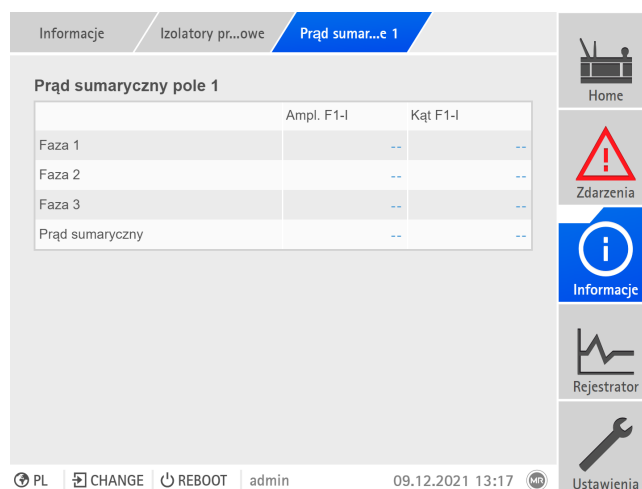 Informacje Izolatory pr...owe Prąd sumar...e 1
Prąd sumaryczny pole 1
Ampl. F1-I Kąt F1-I
Faza 1 -- --
Faza 2 -- --
Faza 3 -- --
Prąd sumaryczny -- --
Home
Zdarzenia
Informacje
Rejestrator
Ustawienia
PL CHANGE REBOOT admin 09.12.2021 13:17 MR